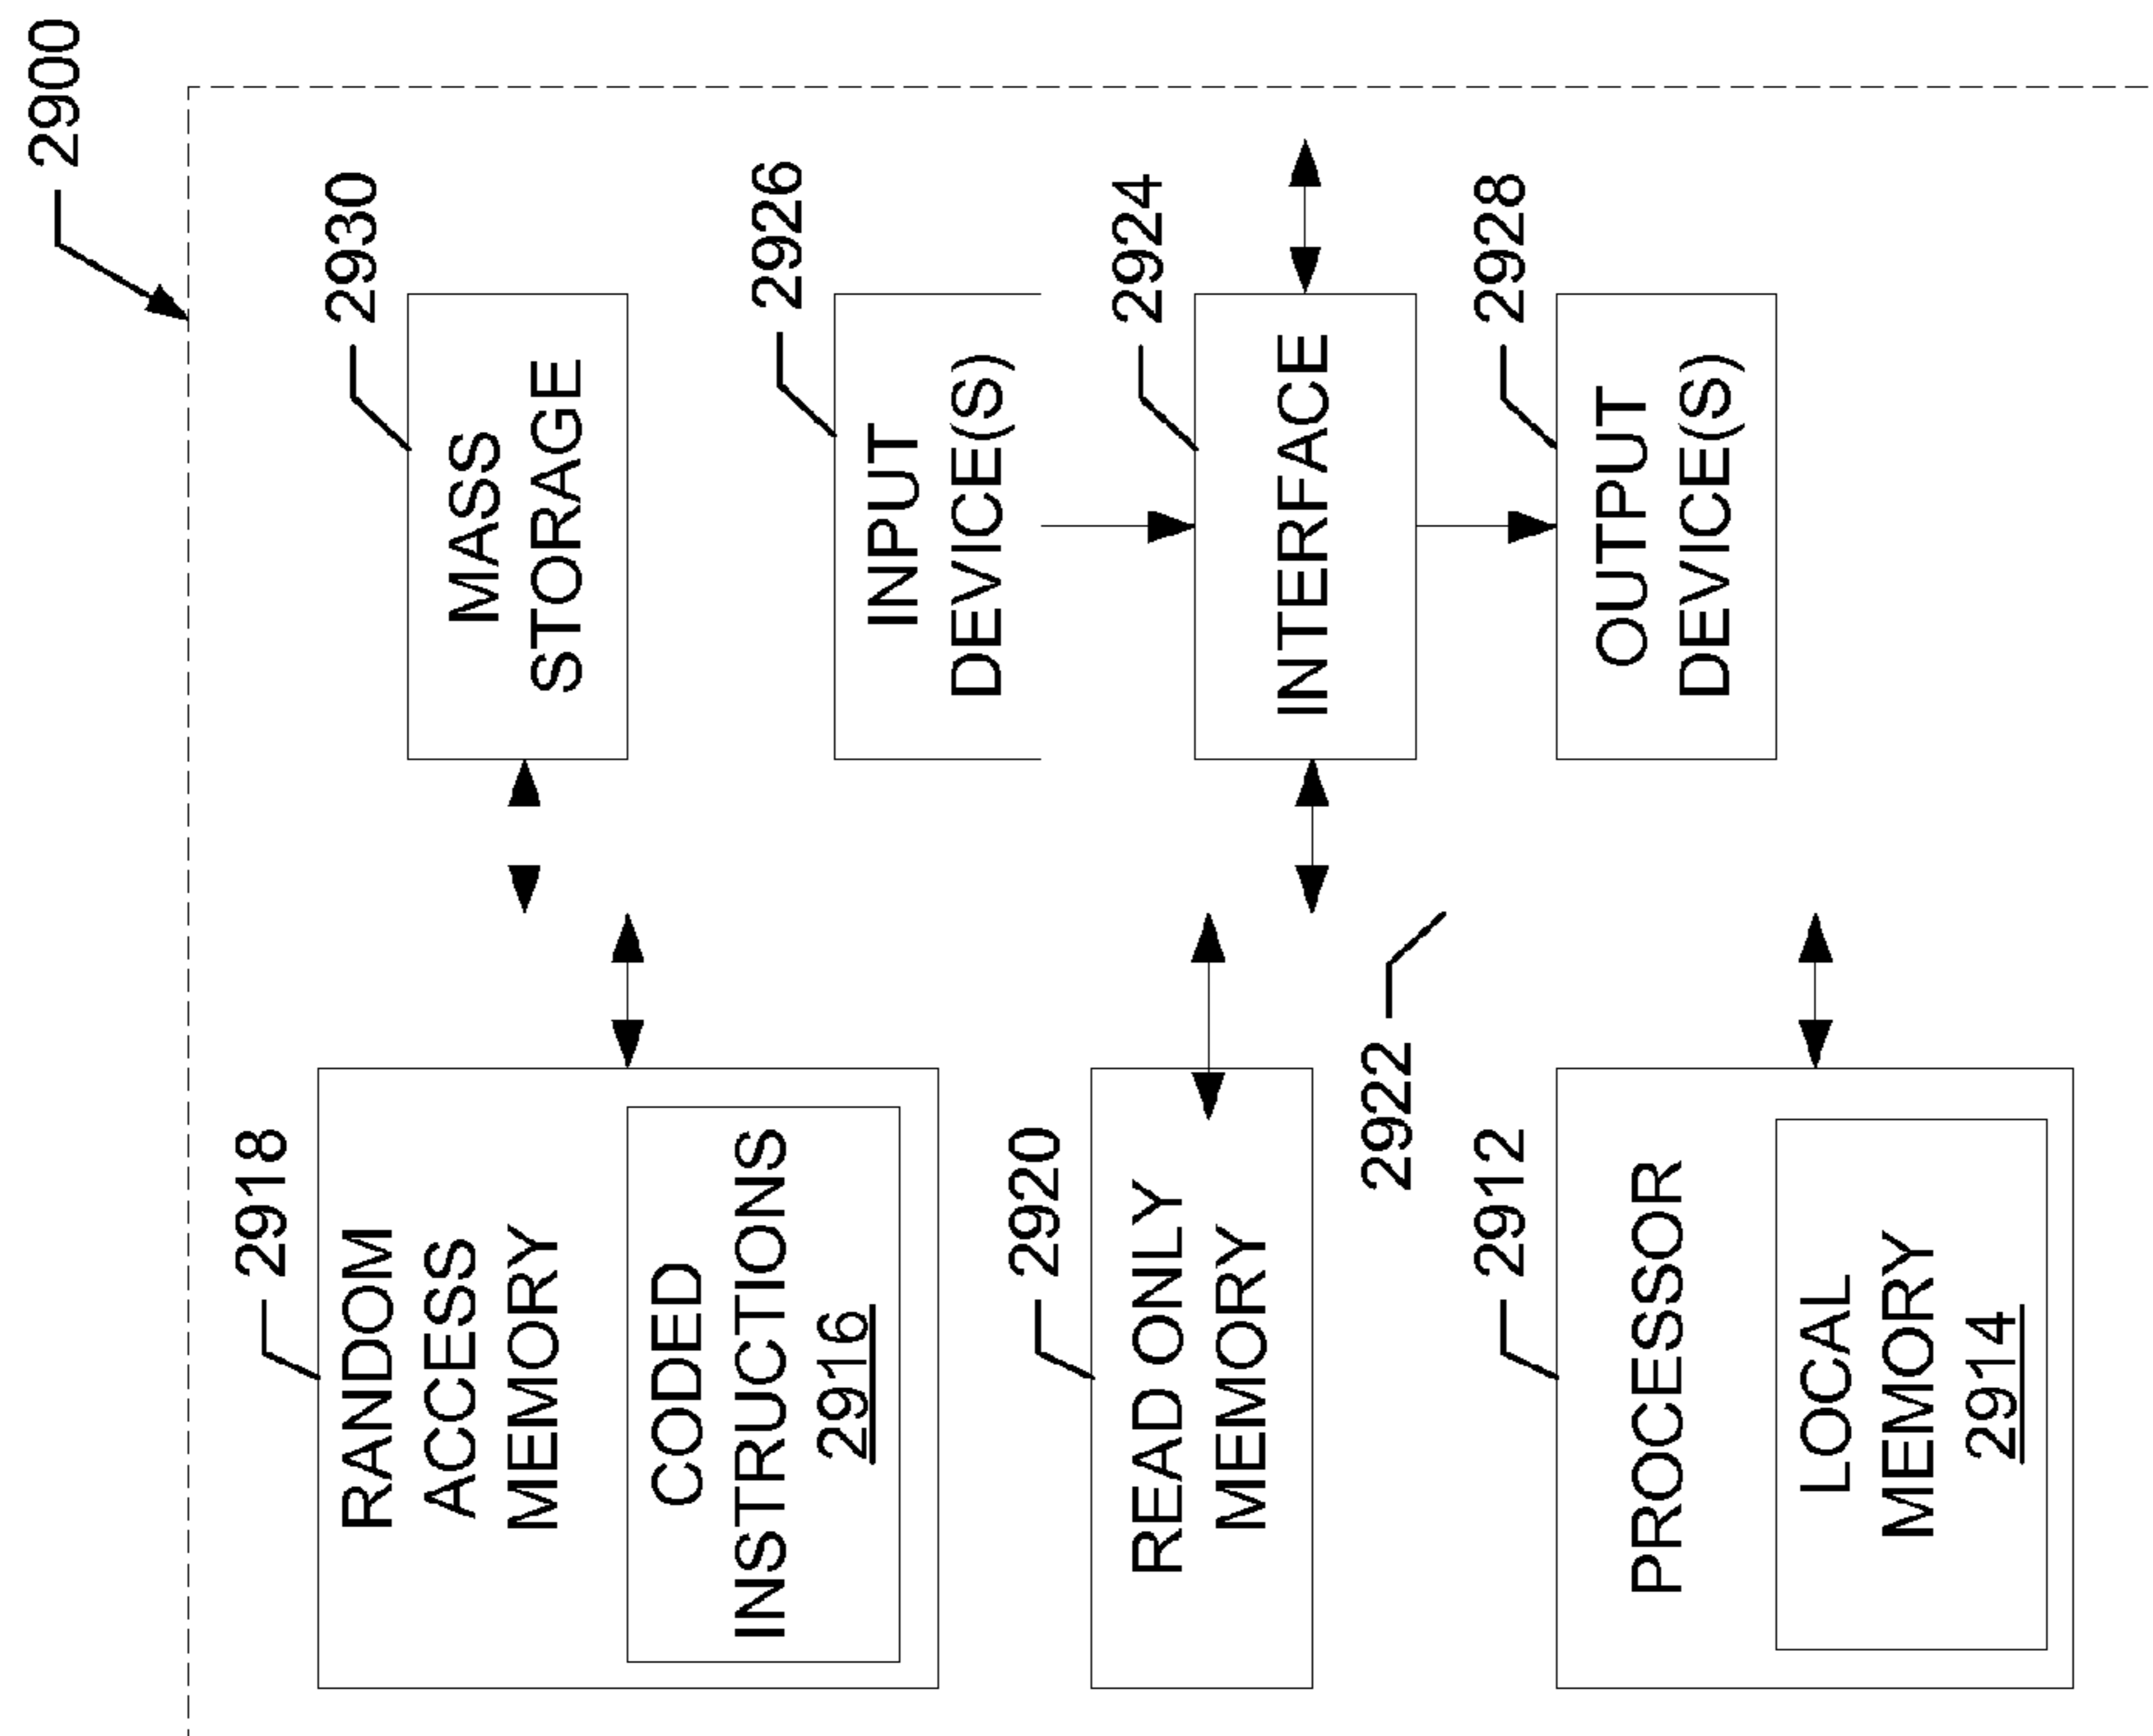 2900
2918
RANDOM
ACCESS
MEMORY
CODED
INSTRUCTIONS
2916
2930
MASS
STORAGE
2926
INPUT
DEVICE(S)
2920
READ ONLY
MEMORY
2924
INTERFACE
2922
2912
PROCESSOR
LOCAL
MEMORY
2914
2928
OUTPUT
DEVICE(S)